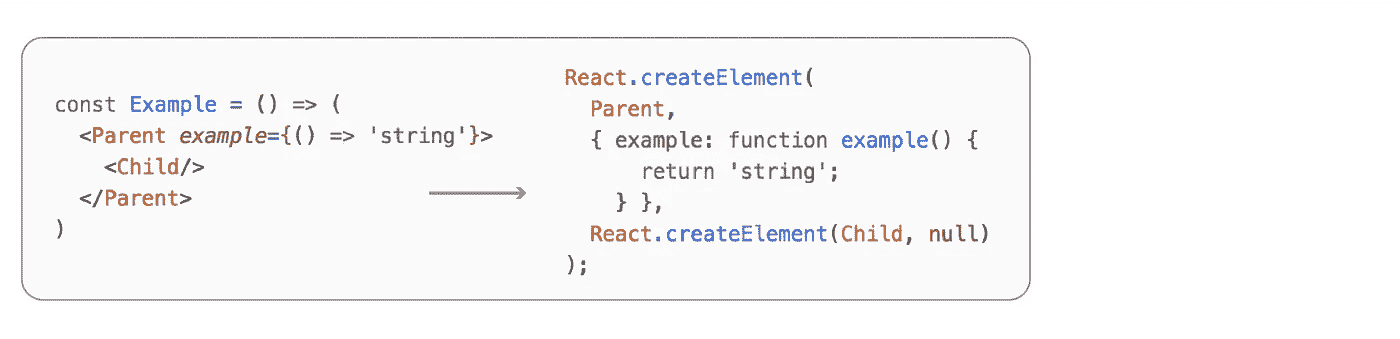 const Example = () => (
  <Parent example={() => 'string'}>
    <Child/>
  </Parent>
)
React.createElement(
  Parent,
  { example: function example() {
      return 'string';
    } },
  React.createElement(Child, null)
);